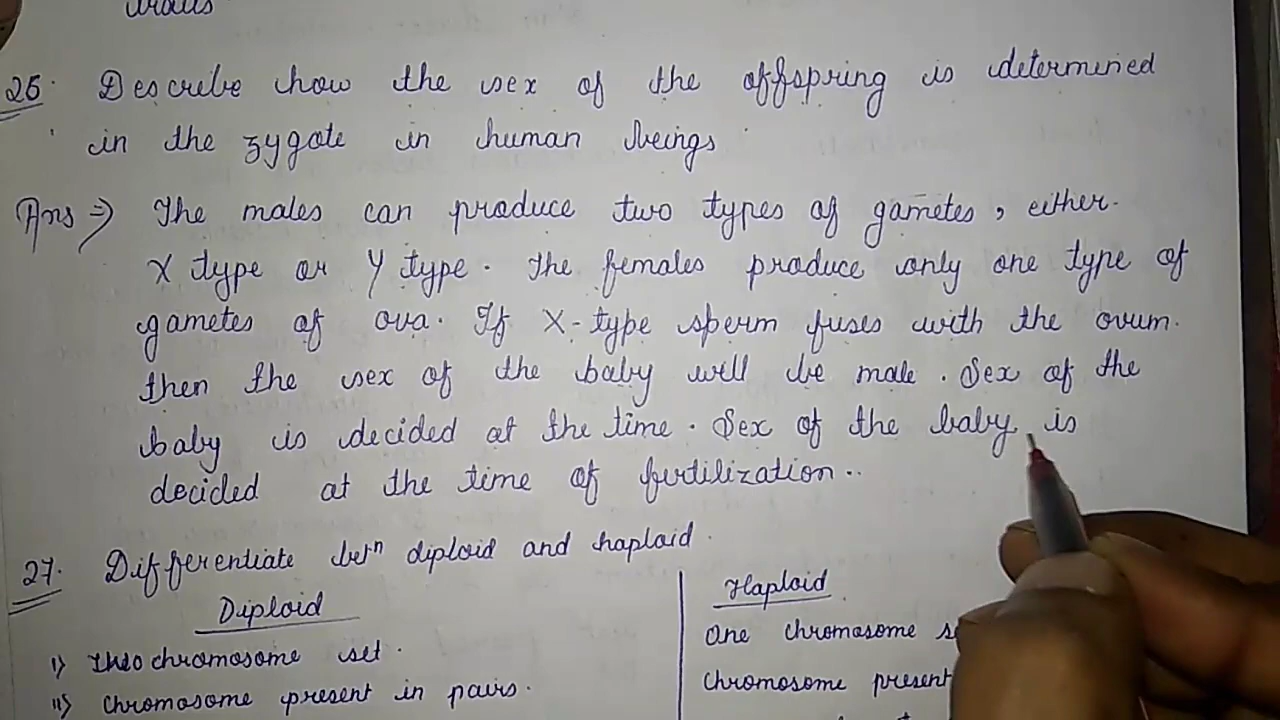 walls
26. Describe how the sex of the offspring is determined
in the zygote in human beings
Ans ⇒ The males can produce two types of gametes, either
X type or Y type. The females produce only one type of
gametes of ova. If X-type sperm fuses with the ovum.
then the sex of the baby will be male. Sex of the
baby is decided at the time. Sex of the baby is
decided at the time of fertilization..
27. Differentiate betⁿ diploid and haploid.
Diploid
i) two chromosome set.
ii) chromosome present in pairs.
Haploid
One chromosome
chromosome present